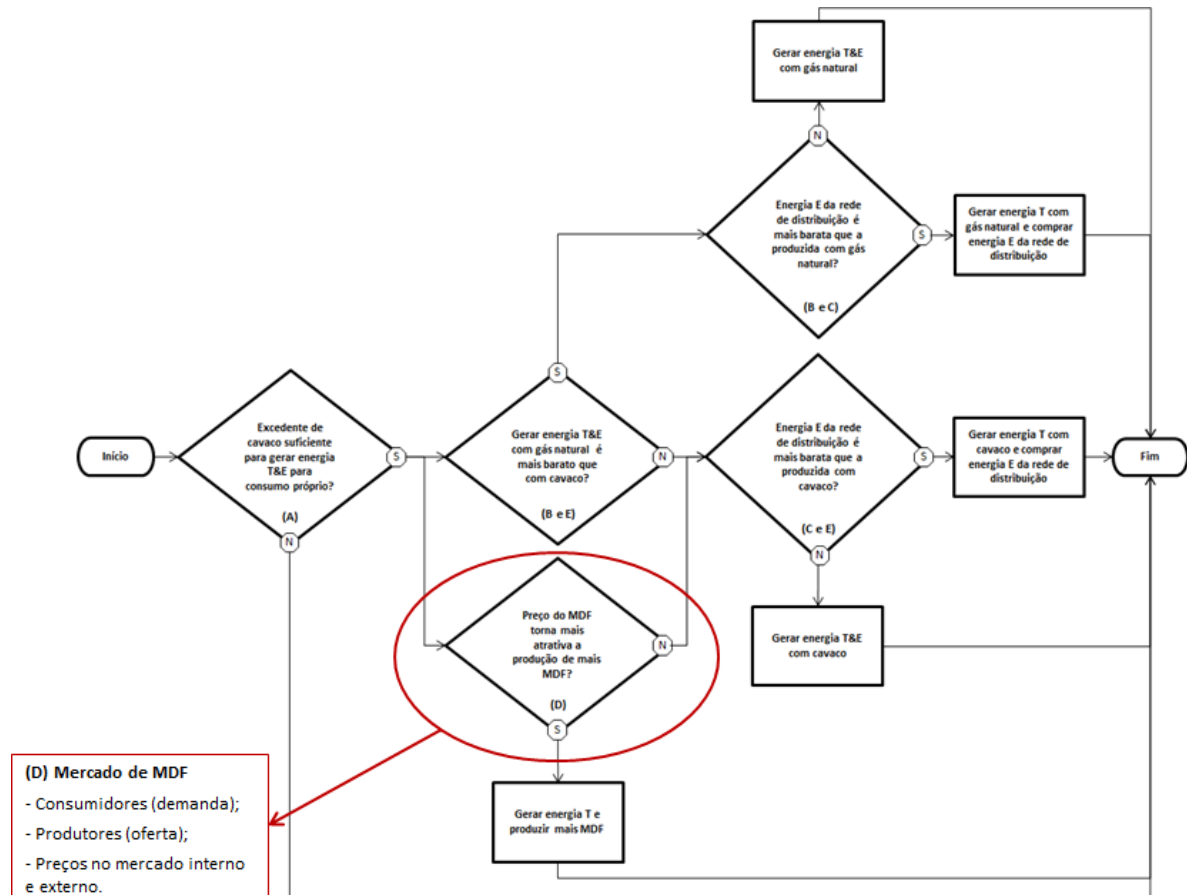 Gerar energia T&E
com gás natural
N
Energia E da rede
de distribuição é
mais barata que a
produzida com gás
natural?
(B e C)
S
Gerar energia T com
gás natural e comprar
energia E da rede de
distribuição
Início
Excedente de
cavaco suficiente
para gerar energia
T&E para
consumo próprio?
(A)
S
N
S
Gerar energia T&E
com gás natural é
mais barato que
com cavaco?
(B e E)
N
Energia E da rede
de distribuição é
mais barata que a
produzida com
cavaco?
(C e E)
S
N
Gerar energia T com
cavaco e comprar
energia E da rede de
distribuição
Fim
Preço do MDF
torna mais
atrativa a
produção de mais
MDF?
(D)
N
S
Gerar energia T&E
com cavaco
Gerar energia T e
produzir mais MDF
(D) Mercado de MDF
- Consumidores (demanda);
- Produtores (oferta);
- Preços no mercado interno
e externo.